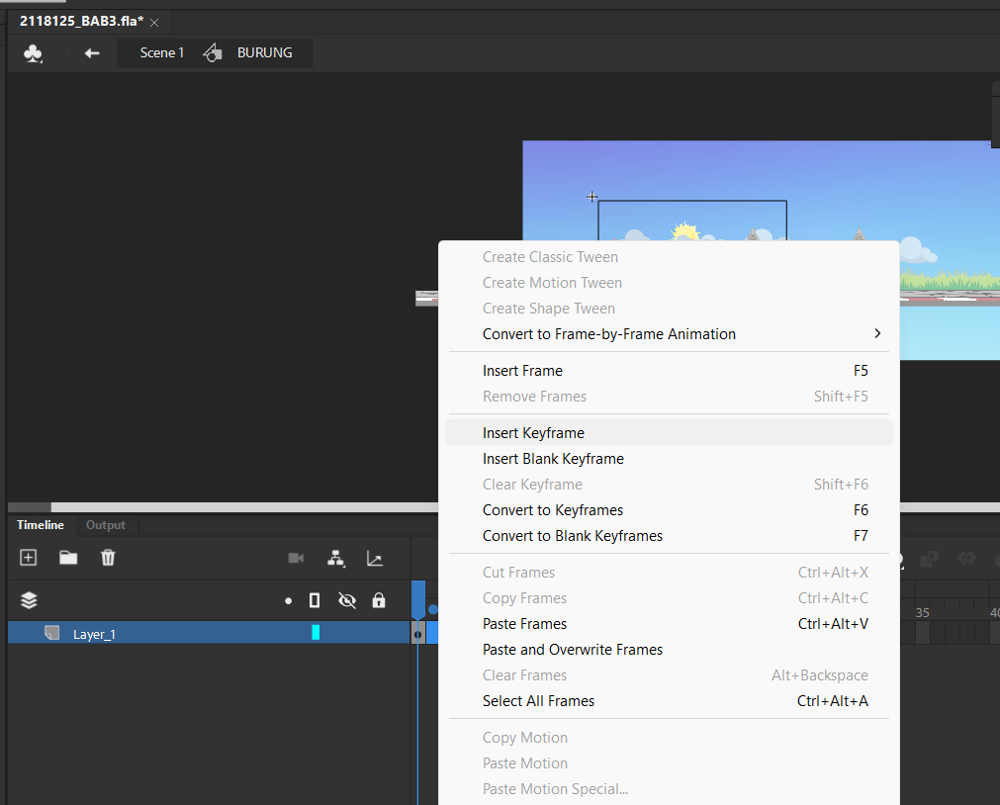 2118125_BAB3.fla*
Scene 1 BURUNG
Create Classic Tween
Create Motion Tween
Create Shape Tween
Convert to Frame-by-Frame Animation
Insert Frame F5
Remove Frames Shift+F5
Insert Keyframe
Insert Blank Keyframe
Clear Keyframe Shift+F6
Convert to Keyframes F6
Convert to Blank Keyframes F7
Cut Frames Ctrl+Alt+X
Copy Frames Ctrl+Alt+C
Paste Frames Ctrl+Alt+V
Paste and Overwrite Frames
Clear Frames Alt+Backspace
Select All Frames Ctrl+Alt+A
Copy Motion
Paste Motion
Paste Motion Special...
Timeline Output
35
Layer_1